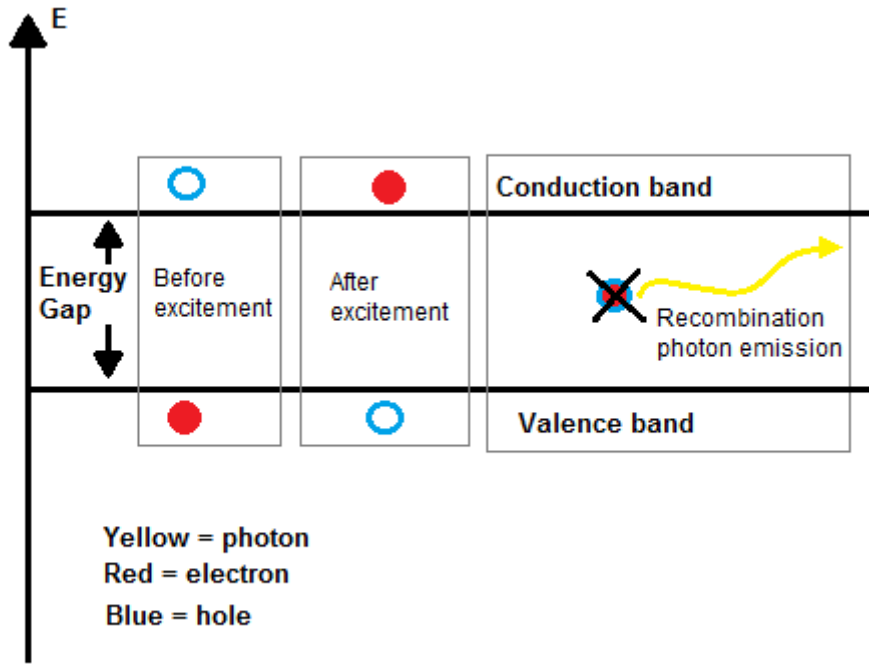 E
Conduction band
Energy
Gap
Before
excitement
After
excitement
Recombination
photon emission
Valence band
Yellow = photon
Red = electron
Blue = hole